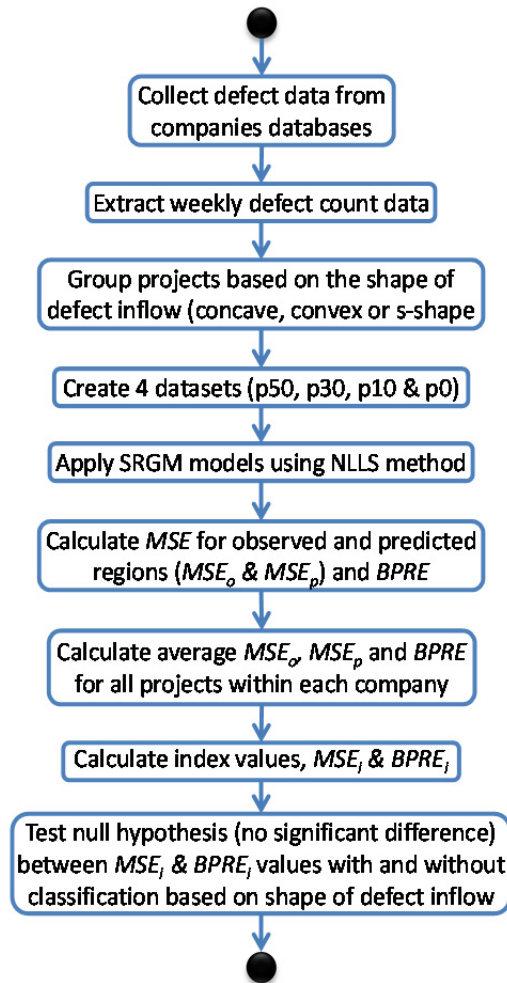 Collect defect data from
companies databases
Extract weekly defect count data
Group projects based on the shape of
defect inflow (concave, convex or s-shape
Create 4 datasets (p50, p30, p10 & p0)
Apply SRGM models using NLLS method
Calculate MSE for observed and predicted
regions (MSEₒ & MSEₚ) and BPRE
Calculate average MSEₒ, MSEₚ and BPRE
for all projects within each company
Calculate index values, MSEᵢ & BPREᵢ
Test null hypothesis (no significant difference)
between MSEᵢ & BPREᵢ values with and without
classification based on shape of defect inflow